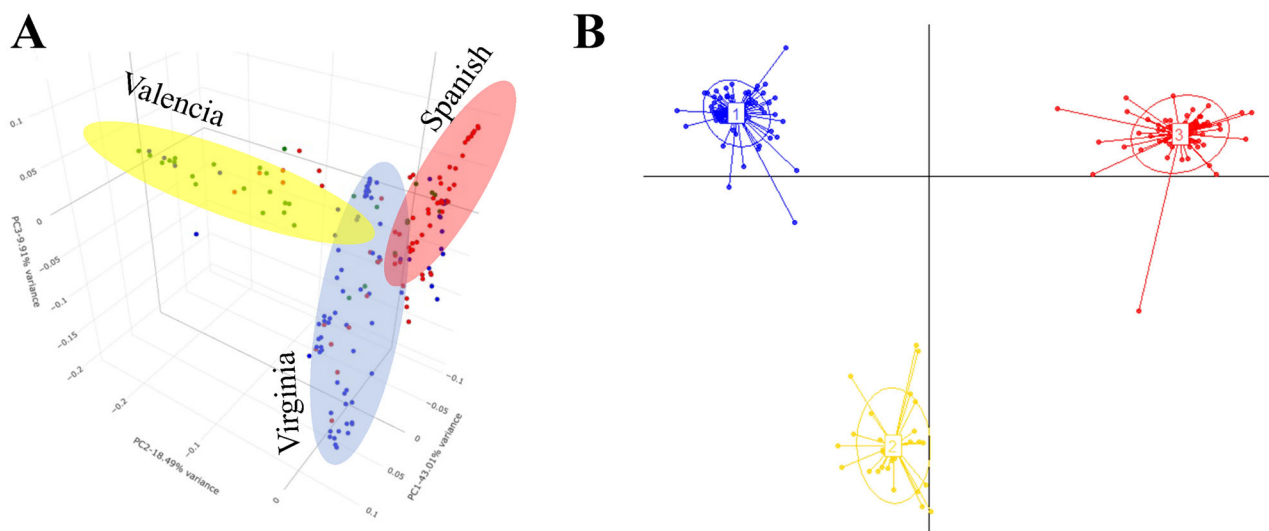 A
B
Valencia
Spanish
Virginia
0.1
0.05
0
−0.05
−0.1
−0.15
−0.2
PC3-9.91% variance
−0.2
−0.1
0
PC2-18.49% variance
−0.1
−0.05
0
0.05
0.1
PC1-43.01% variance
1
2
3